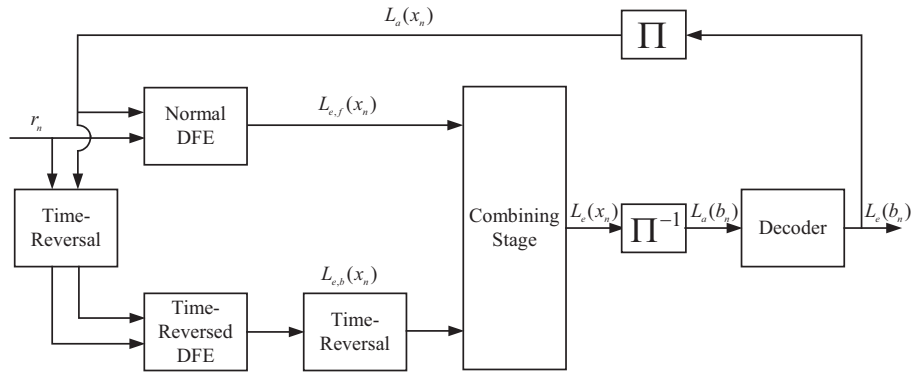 L_a(x_n)
Π
Normal
DFE
L_{e,f}(x_n)
r_n
Time-
Reversal
Combining
Stage
L_e(x_n)
Π^{-1}
L_a(b_n)
Decoder
L_e(b_n)
Time-
Reversed
DFE
L_{e,b}(x_n)
Time-
Reversal